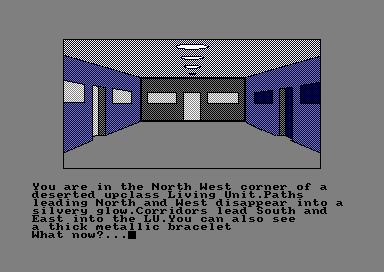 You are in the North West corner of a
deserted upclass Living Unit.Paths
leading North and West disappear into a
silvery glow.Corridors lead South and
East into the LU.You can also see
a thick metallic bracelet
What now?...